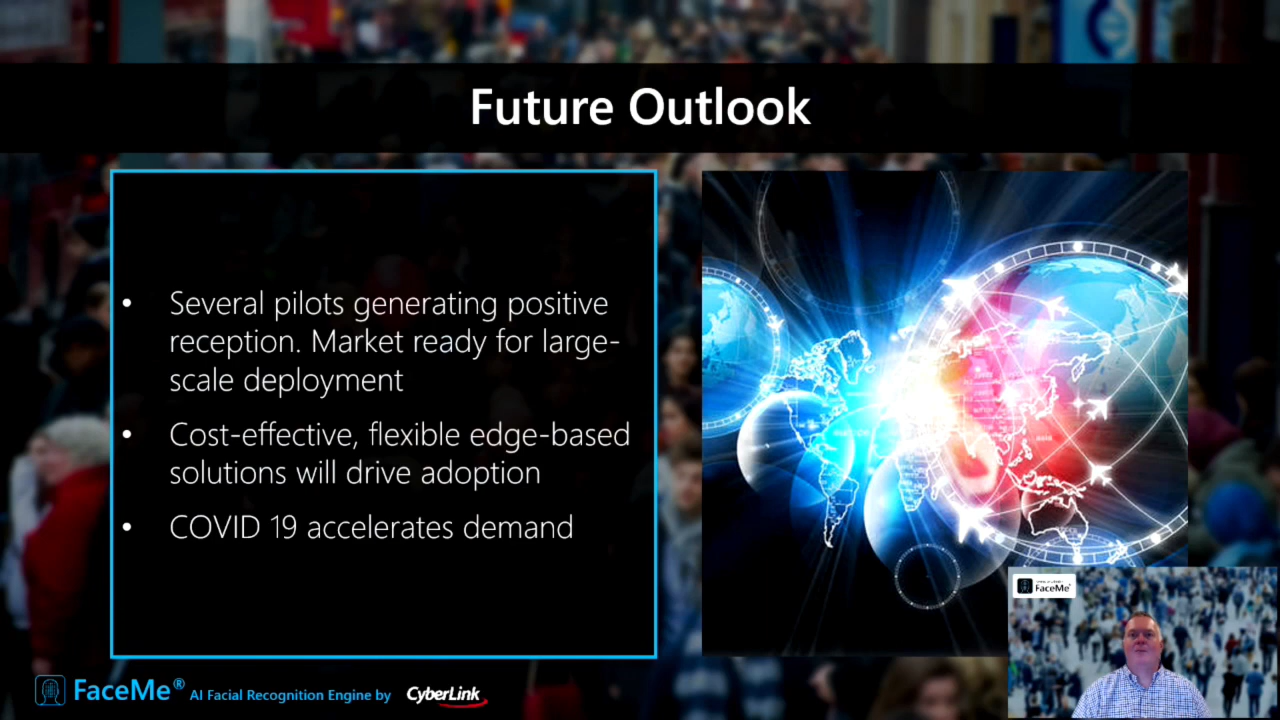 Future Outlook
• Several pilots generating positive
reception. Market ready for large-
scale deployment
• Cost-effective, flexible edge-based
solutions will drive adoption
• COVID 19 accelerates demand
FaceMe
FaceMe® AI Facial Recognition Engine by CyberLink